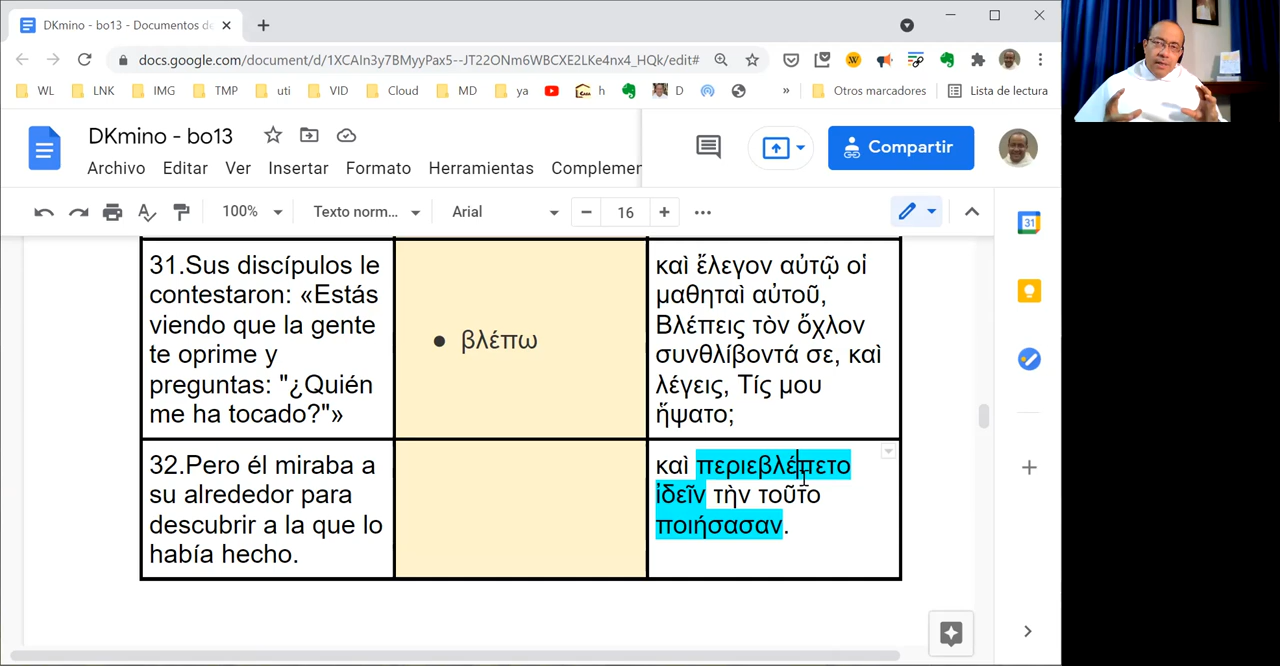 DKmino - bo13 - Documentos de
docs.google.com/document/d/1XCAIn3y7BMyyPax5--JT22ONm6WBCXE2LKe4nx4_HQk/edit#
WL LNK IMG TMP uti VID Cloud MD ya h D » Otros marcadores Lista de lectura
DKmino - bo13
Archivo Editar Ver Insertar Formato Herramientas Complemen
Compartir
100% Texto norm... Arial 16
31
31.Sus discípulos le
contestaron: «Estás
viendo que la gente
te oprime y
preguntas: "¿Quién
me ha tocado?"»
● βλέπω
καὶ ἔλεγον αὐτῷ οἱ
μαθηταὶ αὐτοῦ,
Βλέπεις τὸν ὄχλον
συνθλίβοντά σε, καὶ
λέγεις, Τίς μου
ἥψατο;
32.Pero él miraba a
su alrededor para
descubrir a la que lo
había hecho.
καὶ περιεβλέπετο
ἰδεῖν τὴν τοῦτο
ποιήσασαν.